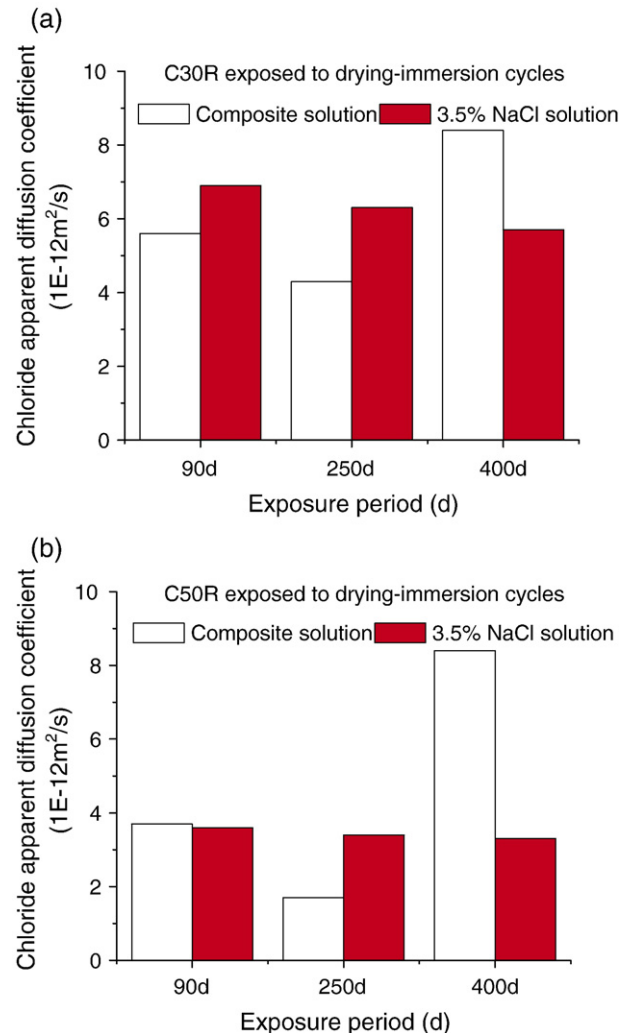 (a)
C30R exposed to drying-immersion cycles
Composite solution 3.5% NaCl solution
Chloride apparent diffusion coefficient
(1E-12m²/s)
10
8
6
4
2
0
90d 250d 400d
Exposure period (d)
(b)
C50R exposed to drying-immersion cycles
Composite solution 3.5% NaCl solution
Chloride apparent diffusion coefficient
(1E-12m²/s)
10
8
6
4
2
0
90d 250d 400d
Exposure period (d)